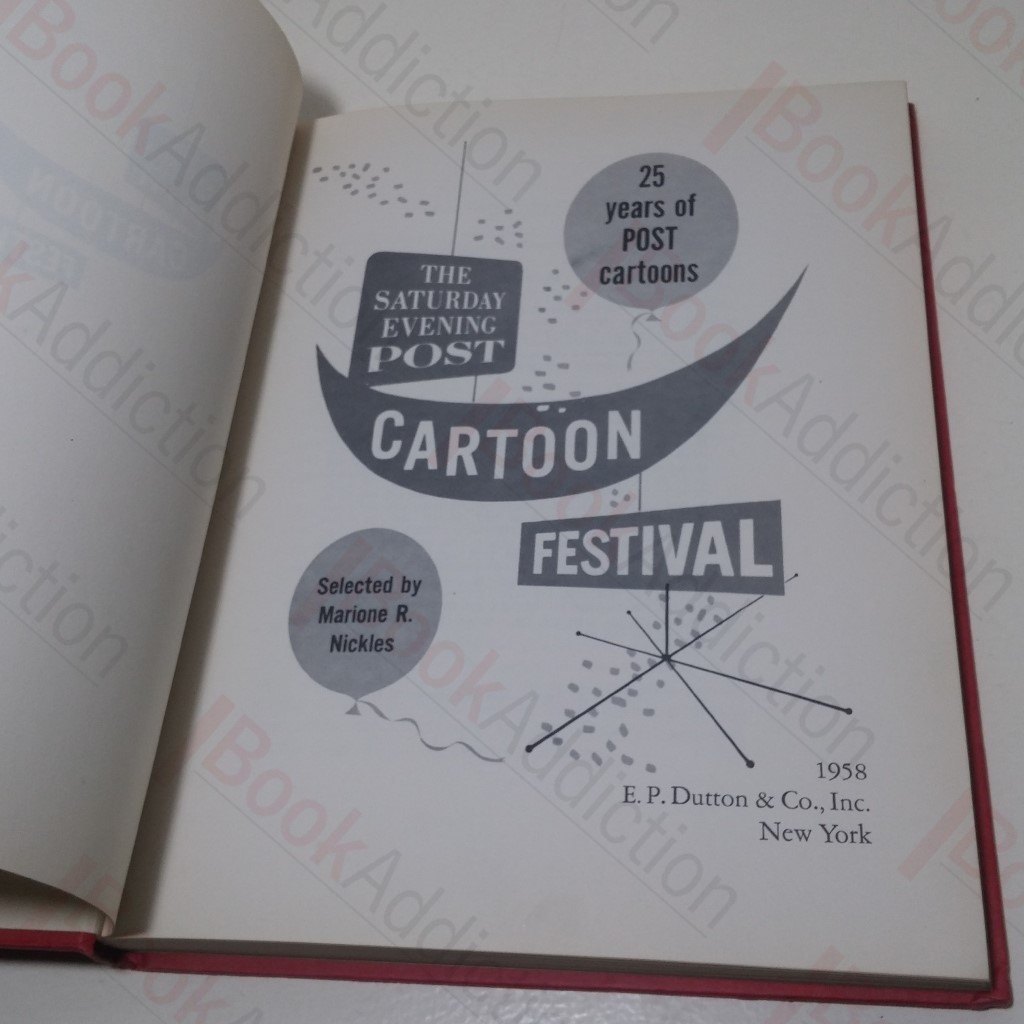 25
years of
POST
cartoons
THE
SATURDAY
EVENING
POST
CARTOON
FESTIVAL
Selected by
Marione R.
Nickles
1958
E. P. Dutton & Co., Inc.
New York
BookAddiction